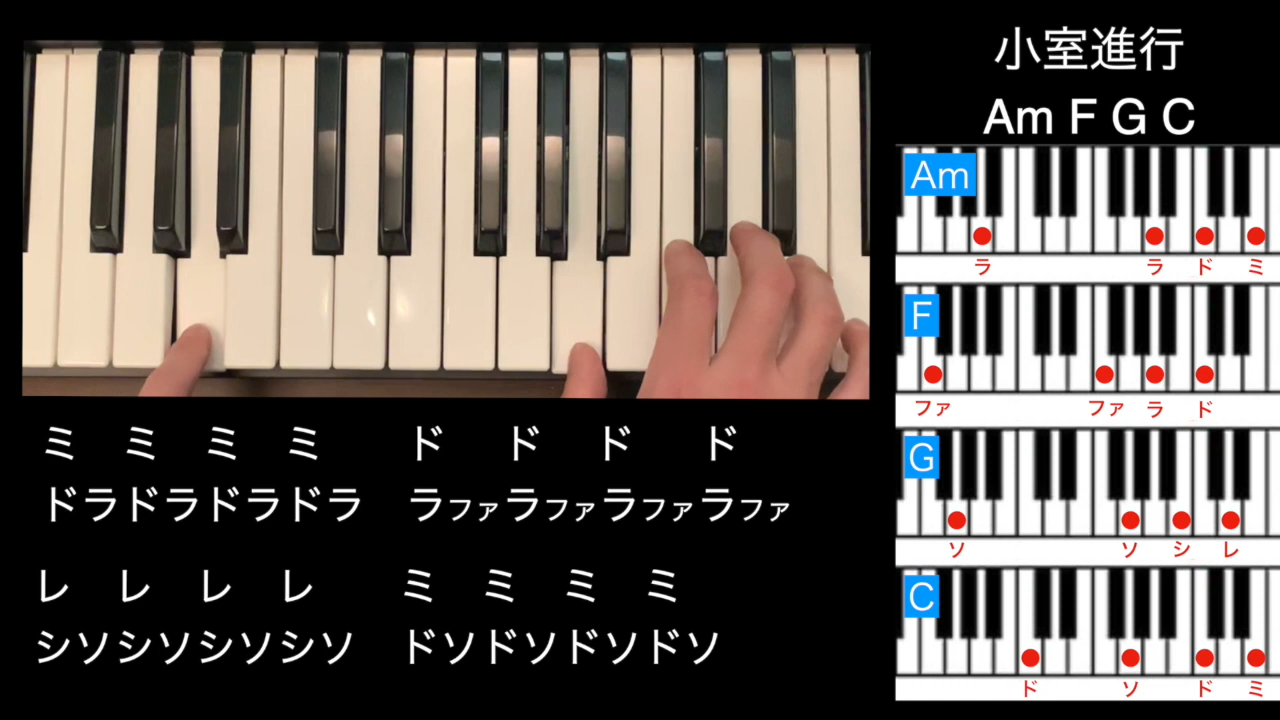 小室進行
Am F G C
Am
ラ ラ ド ミ
F
ファ ファ ラ ド
G
ソ ソ シ レ
C
ド ソ ド ミ
ミ ミ ミ ミ ド ド ド ド
ドラドラドラドラ ラファラファラファラファ
レ レ レ レ ミ ミ ミ ミ
シソシソシソシソ ドソドソドソドソ